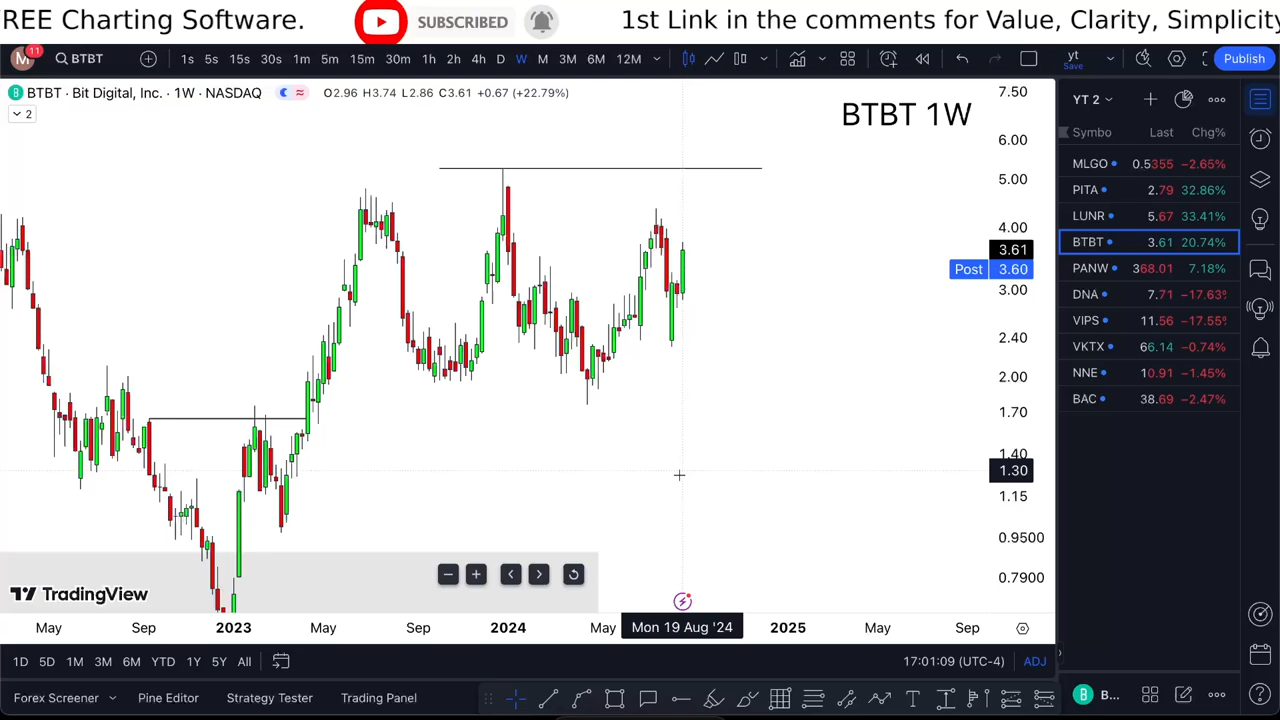 FREE Charting Software.
SUBSCRIBED
1st Link in the comments for Value, Clarity, Simplicity
M 11 BTBT 1s 5s 15s 30s 1m 5m 15m 30m 1h 2h 4h D W M 3M 6M 12M yt Save Publish
B BTBT · Bit Digital, Inc. · 1W · NASDAQ O2.96 H3.74 L2.86 C3.61 +0.67 (+22.79%)
2
BTBT 1W
7.50
6.00
5.00
4.00
3.61
Post 3.60
3.00
2.40
2.00
1.70
1.40
1.30
1.15
0.9500
0.7900
YT 2
Symbo Last Chg%
MLGO 0.5355 −2.65%
PITA 2.79 32.86%
LUNR 5.67 33.41%
BTBT 3.61 20.74%
PANW 368.01 7.18%
DNA 7.71 −17.63%
VIPS 11.56 −17.55%
VKTX 66.14 −0.74%
NNE 10.91 −1.45%
BAC 38.69 −2.47%
TradingView
May Sep 2023 May Sep 2024 May Mon 19 Aug '24 2025 May Sep
1D 5D 1M 3M 6M YTD 1Y 5Y All 17:01:09 (UTC-4) ADJ
Forex Screener Pine Editor Strategy Tester Trading Panel
B B...